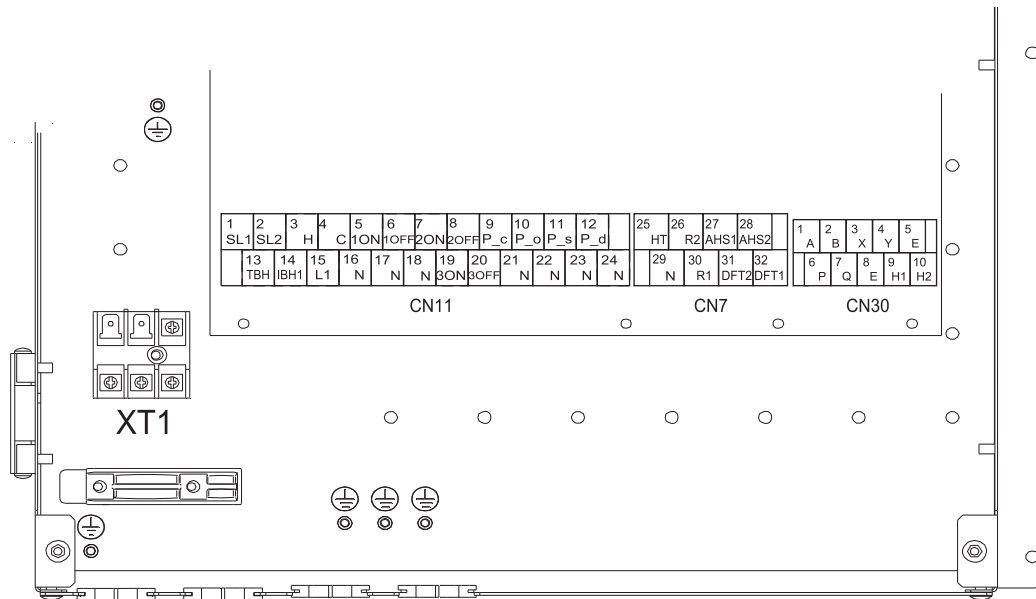 1 2 3 4 5 6 7 8 9 10 11 12
SL1 SL2 H C 1ON 1OFF 2ON 2OFF P_c P_o P_s P_d
13 14 15 16 17 18 19 20 21 22 23 24
TBH IBH1 L1 N N N 3ON 3OFF N N N N
CN11
25 26 27 28
HT R2 AHS1 AHS2
29 30 31 32
N R1 DFT2 DFT1
CN7
1 2 3 4 5
A B X Y E
6 7 8 9 10
P Q E H1 H2
CN30
XT1